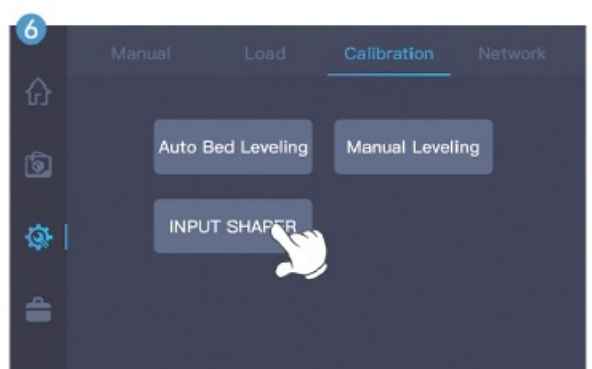 6
Manual Load Calibration Network
Auto Bed Leveling Manual Leveling
INPUT SHAPER